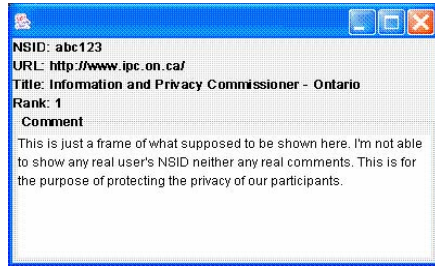 NSID: abc123
URL: http://www.ipc.on.ca/
Title: Information and Privacy Commissioner - Ontario
Rank: 1
Comment
This is just a frame of what supposed to be shown here. I'm not able
to show any real user's NSID neither any real comments. This is for
the purpose of protecting the privacy of our participants.